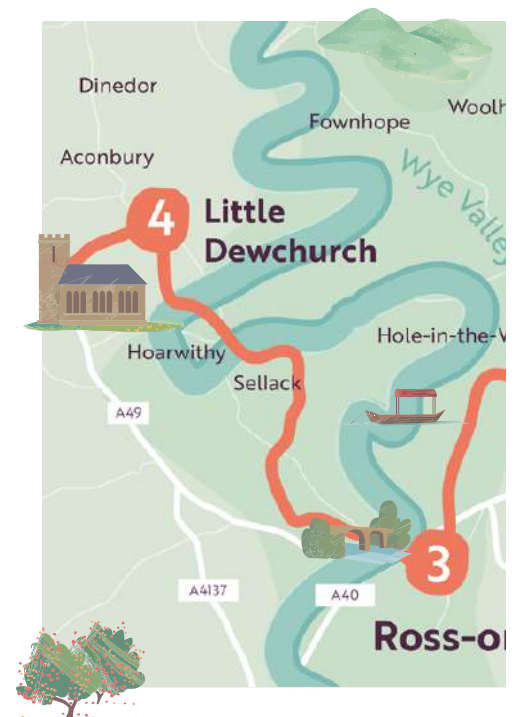 Dinedor
Woolh
Fownhope
Aconbury
Wye Valley
4
Little
Dewchurch
Hole-in-the-W
Hoarwithy
Sellack
A49
3
A4137
A40
Ross-on